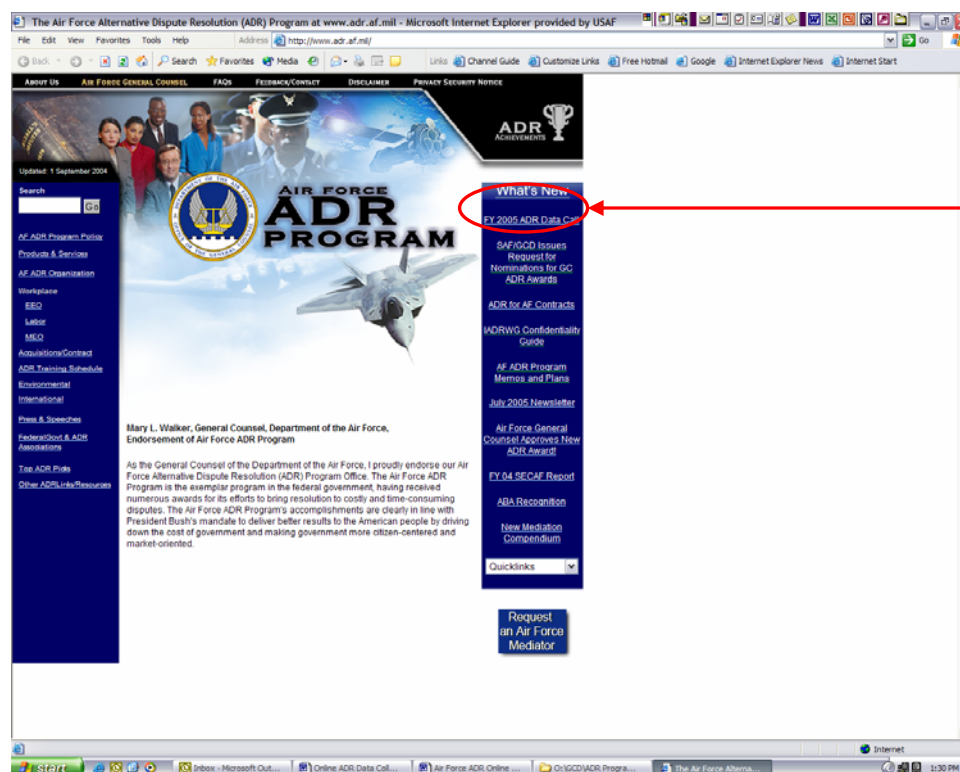 The Air Force Alternative Dispute Resolution (ADR) Program at www.adr.af.mil - Microsoft Internet Explorer provided by USAF
File Edit View Favorites Tools Help Address http://www.adr.af.mil/ Go
Back Search Favorites Media Links Channel Guide Customize Links Free Hotmail Google Internet Explorer News Internet Start
ABOUT US AIR FORCE GENERAL COUNSEL FAQS FEEDBACK/CONTACT DISCLAIMER PRIVACY SECURITY NOTICE
ADR
ACHIEVEMENTS
Updated: 1 September 2004
Search
Go
AF ADR Program Policy
Products & Services
AF ADR Organization
Workplace
EEO
Labor
MEO
Acquisitions/Contract
ADR Training Schedule
Environmental
International
Press & Speeches
Federal/Govt & ADR
Associations
Top ADR Picks
Other ADRLinks/Resources
AIR FORCE
ADR
PROGRAM
Mary L. Walker, General Counsel, Department of the Air Force,
Endorsement of Air Force ADR Program
As the General Counsel of the Department of the Air Force, I proudly endorse our Air
Force Alternative Dispute Resolution (ADR) Program Office. The Air Force ADR
Program is the exemplar program in the federal government, having received
numerous awards for its efforts to bring resolution to costly and time-consuming
disputes. The Air Force ADR Program's accomplishments are clearly in line with
President Bush's mandate to deliver better results to the American people by driving
down the cost of government and making government more citizen-centered and
market-oriented.
What's New
FY 2005 ADR Data Call
SAF/GCD Issues
Request for
Nominations for GC
ADR Awards
ADR for AF Contracts
IADRWG Confidentiality
Guide
AF ADR Program
Memos and Plans
July 2005 Newsletter
Air Force General
Counsel Approves New
ADR Award!
FY 04 SECAF Report
ABA Recognition
New Mediation
Compendium
Quicklinks
Request
an Air Force
Mediator
Internet
start Inbox - Microsoft Out... Online ADR Data Coll... Air Force ADR Online ... O:\GCD\ADR Progra... The Air Force Alterna... 1:30 PM